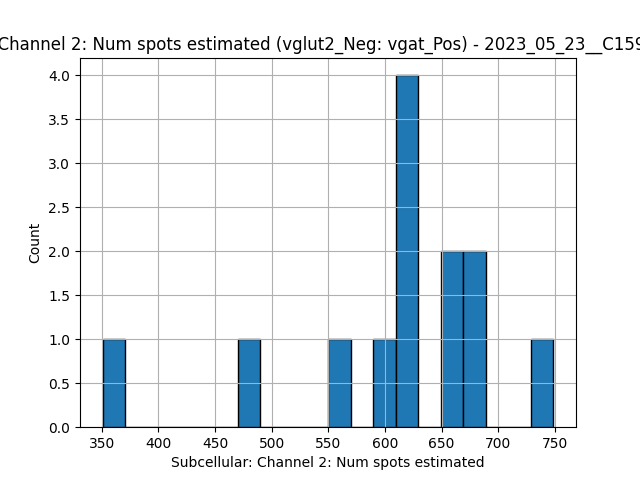 Channel 2: Num spots estimated (vglut2_Neg: vgat_Pos) - 2023_05_23__C159
4.0
3.5
3.0
2.5
2.0
1.5
1.0
0.5
0.0
Count
350 400 450 500 550 600 650 700 750
Subcellular: Channel 2: Num spots estimated